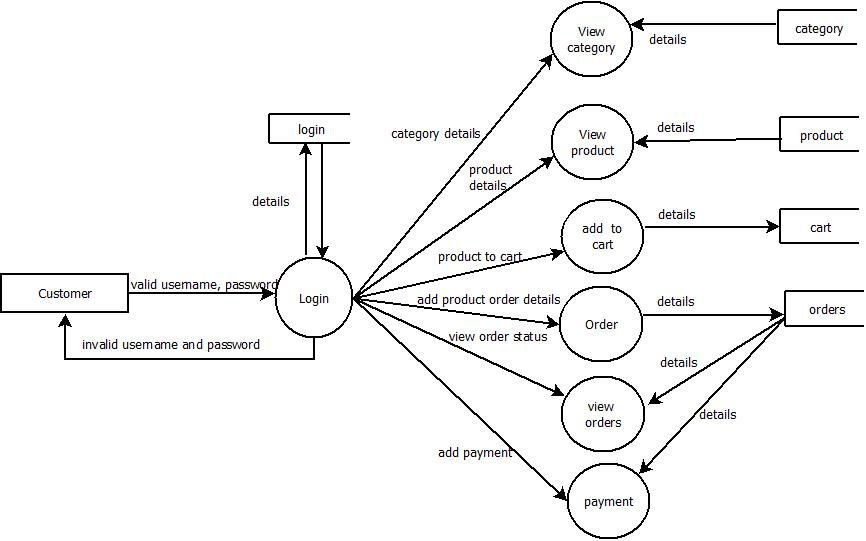 View
category
details
category
login
category details
View
product
details
product
product
details
details
add to
cart
details
cart
product to cart
Customer
valid username, password
Login
add product order details
Order
details
orders
invalid username and password
view order status
view
orders
details
details
add payment
payment